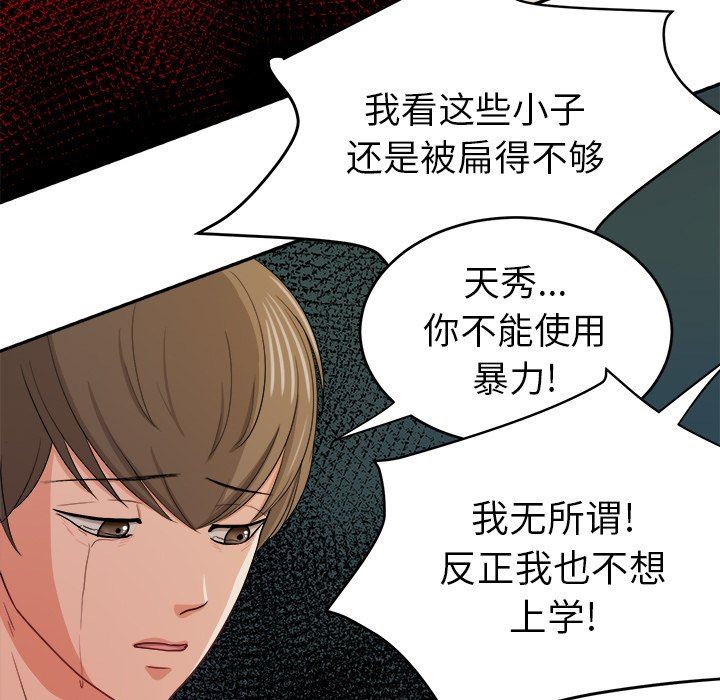 我看这些小子
还是被扁得不够
天秀...
你不能使用
暴力!
我无所谓!
反正我也不想
上学!